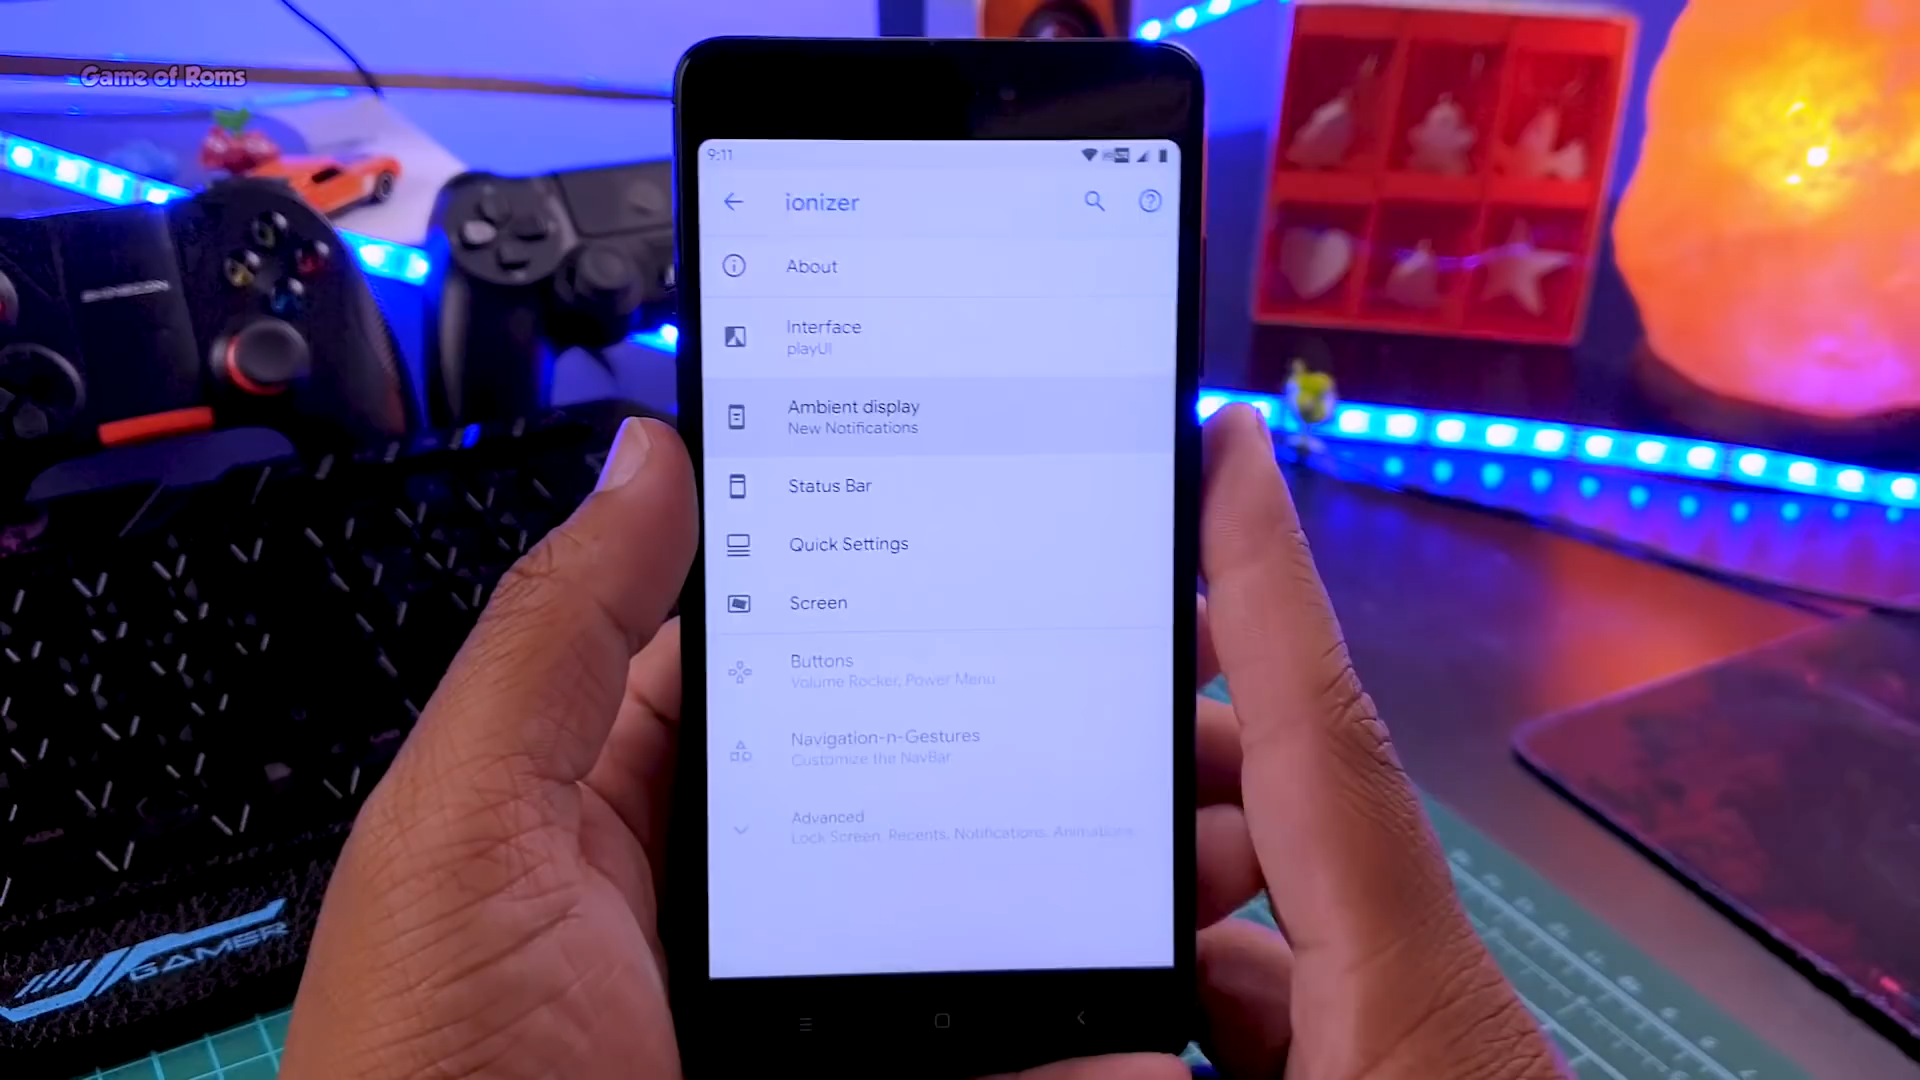 Game of Roms
9:11
ionizer
About
Interface
playUI
Ambient display
New Notifications
Status Bar
Quick Settings
Screen
Buttons
Volume Rocker, Power Menu
Navigation-n-Gestures
Customize the NavBar
Advanced
Lock Screen, Recents, Notifications, Animations
GAMER